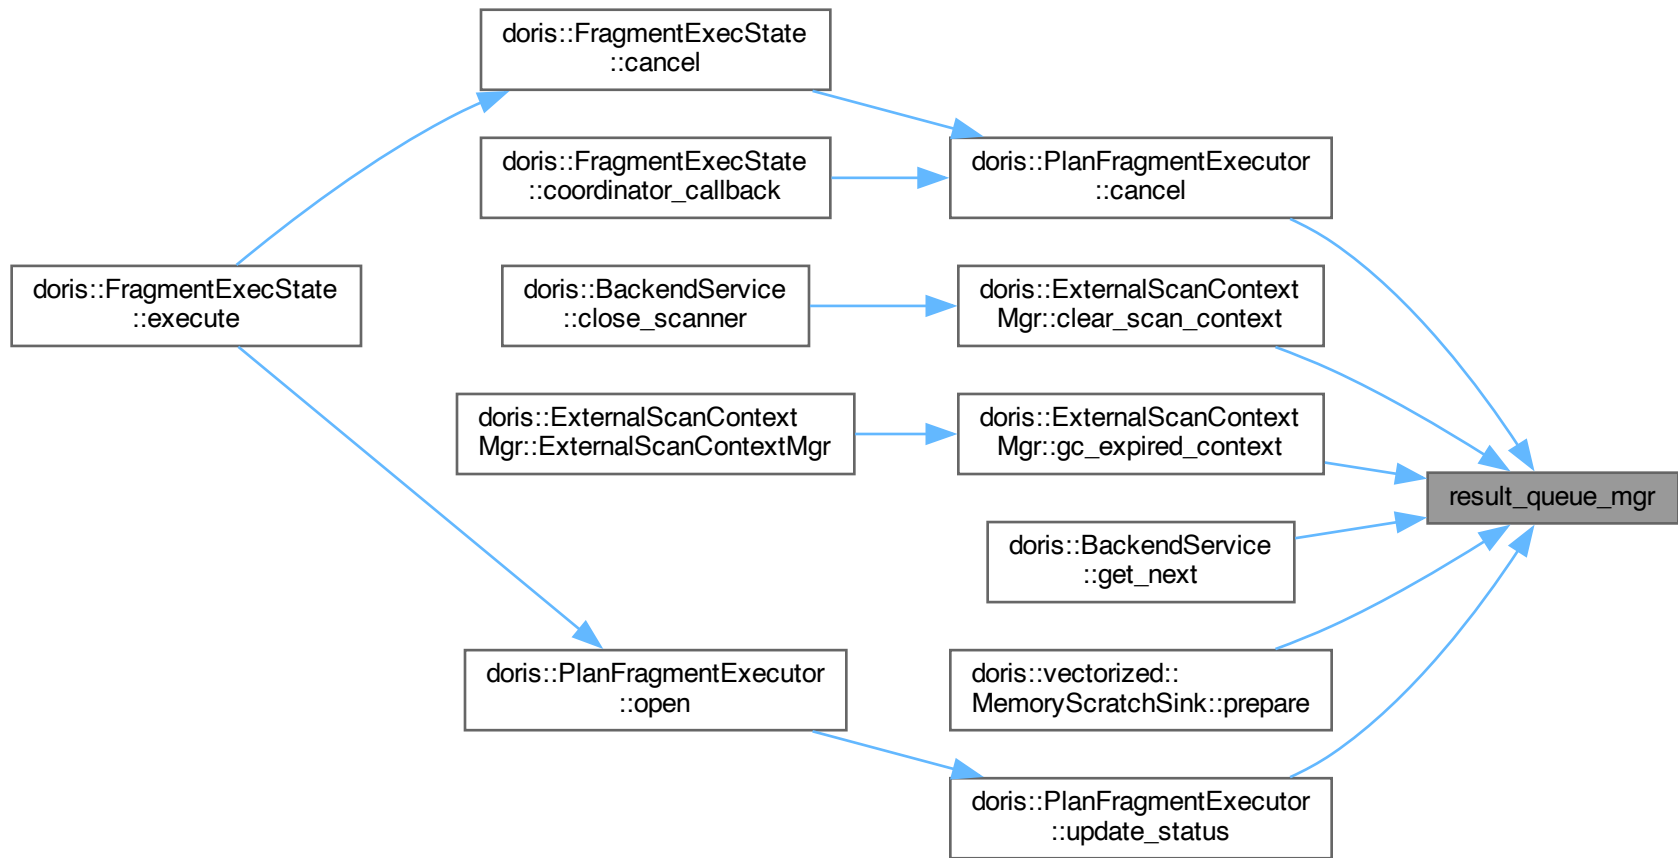 doris::FragmentExecState
::cancel
doris::FragmentExecState
::coordinator_callback
doris::PlanFragmentExecutor
::cancel
doris::FragmentExecState
::execute
doris::BackendService
::close_scanner
doris::ExternalScanContext
Mgr::clear_scan_context
doris::ExternalScanContext
Mgr::ExternalScanContextMgr
doris::ExternalScanContext
Mgr::gc_expired_context
result_queue_mgr
doris::BackendService
::get_next
doris::PlanFragmentExecutor
::open
doris::vectorized::
MemoryScratchSink::prepare
doris::PlanFragmentExecutor
::update_status